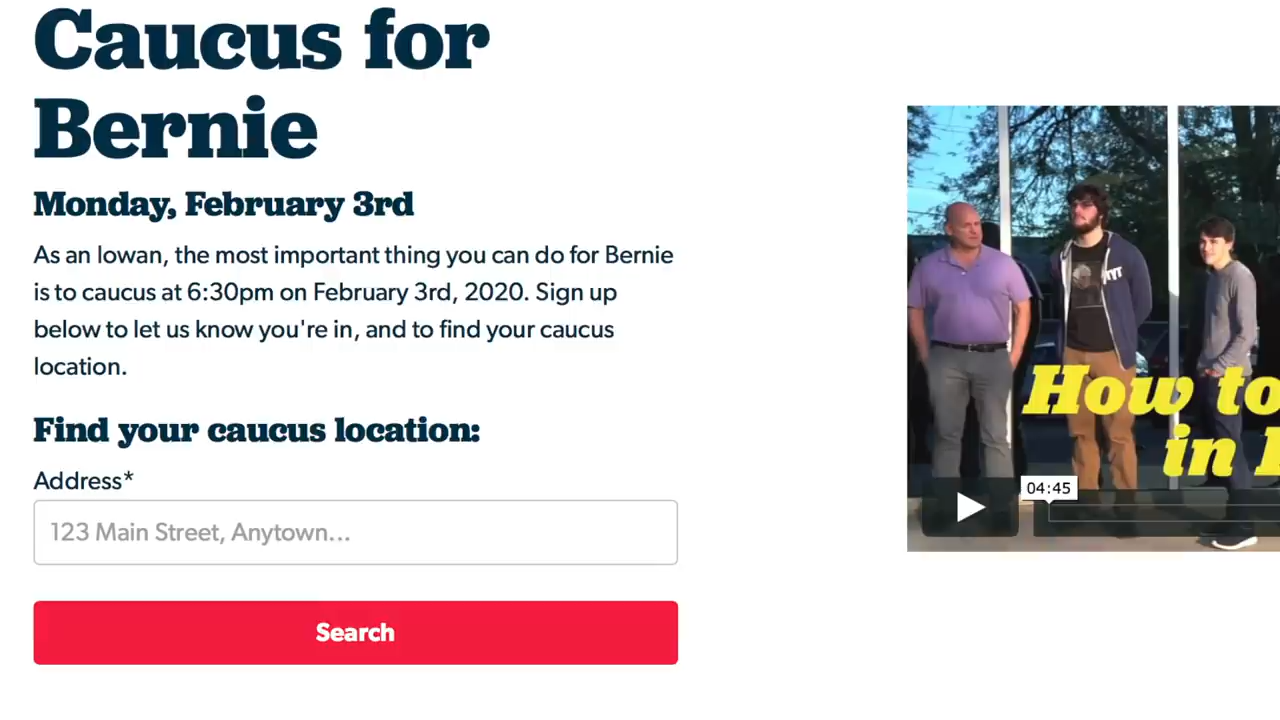 Caucus for
Bernie
Monday, February 3rd
As an Iowan, the most important thing you can do for Bernie
is to caucus at 6:30pm on February 3rd, 2020. Sign up
below to let us know you're in, and to find your caucus
location.
Find your caucus location:
Address*
123 Main Street, Anytown...
Search
How to
in
04:45